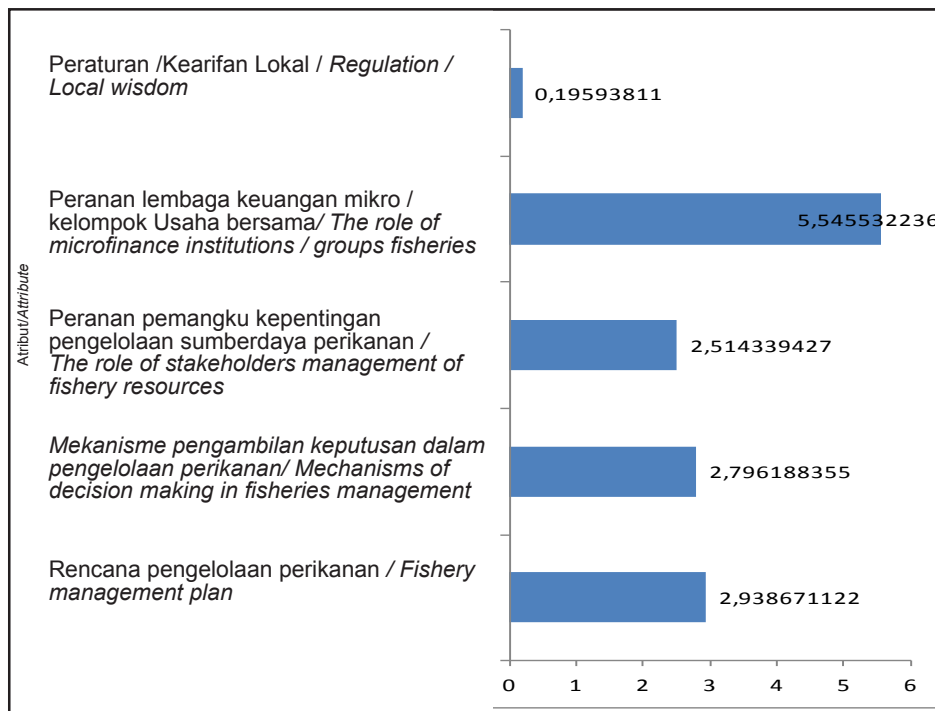 Atribut/Attribute
Peraturan /Kearifan Lokal / Regulation /
Local wisdom
0,19593811
Peranan lembaga keuangan mikro /
kelompok Usaha bersama/ The role of
microfinance institutions / groups fisheries
5,545532236
Peranan pemangku kepentingan
pengelolaan sumberdaya perikanan /
The role of stakeholders management of
fishery resources
2,514339427
Mekanisme pengambilan keputusan dalam
pengelolaan perikanan/ Mechanisms of
decision making in fisheries management
2,796188355
Rencana pengelolaan perikanan / Fishery
management plan
2,938671122
0 1 2 3 4 5 6